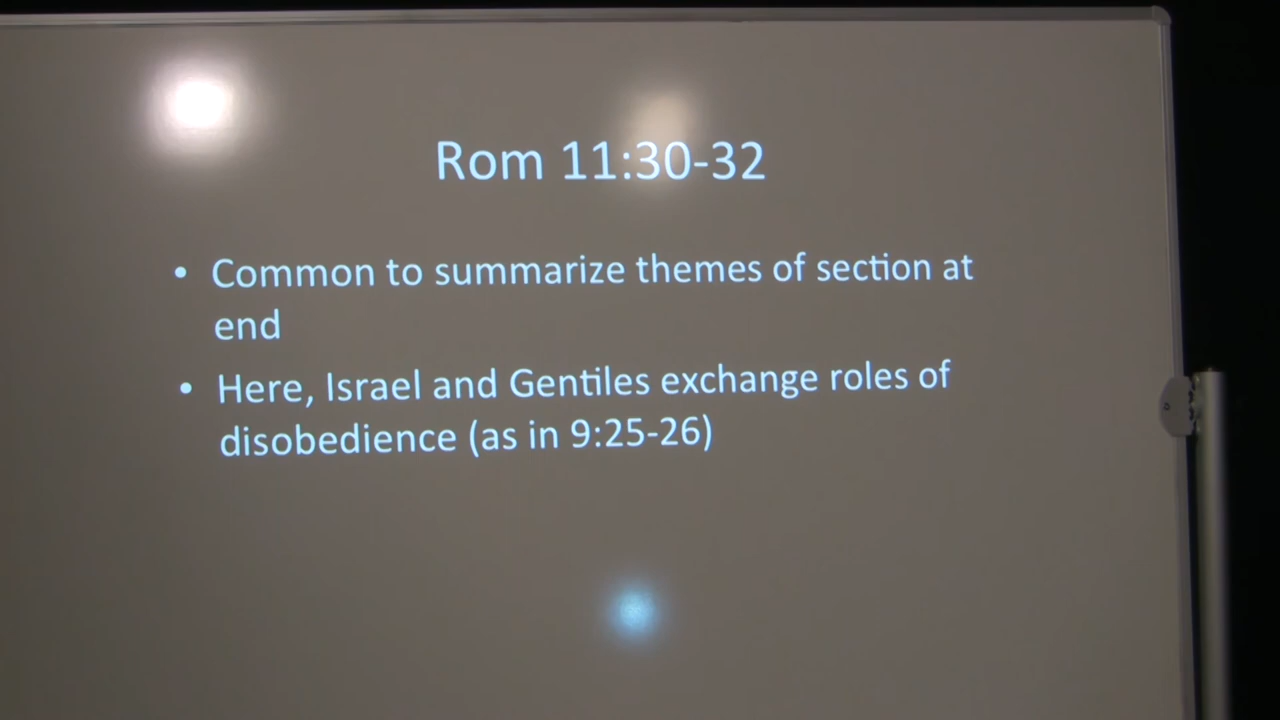 Rom 11:30-32
• Common to summarize themes of section at
end
• Here, Israel and Gentiles exchange roles of
disobedience (as in 9:25-26)